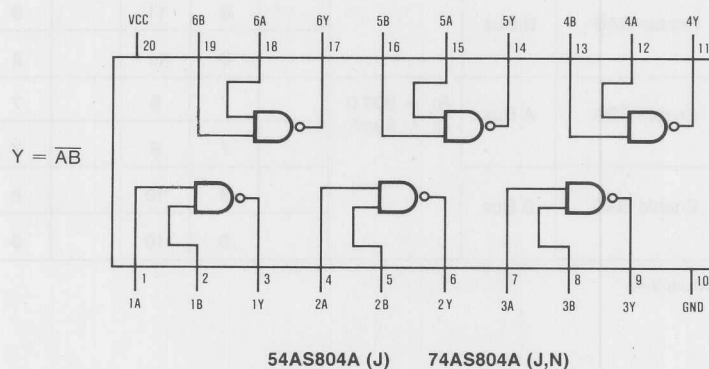 VCC 6B 6A 6Y 5B 5A 5Y 4B 4A 4Y
20 19 18 17 16 15 14 13 12 11
Y = \overline{AB}
1 2 3 4 5 6 7 8 9 10
1A 1B 1Y 2A 2B 2Y 3A 3B 3Y GND
54AS804A (J) 74AS804A (J,N)